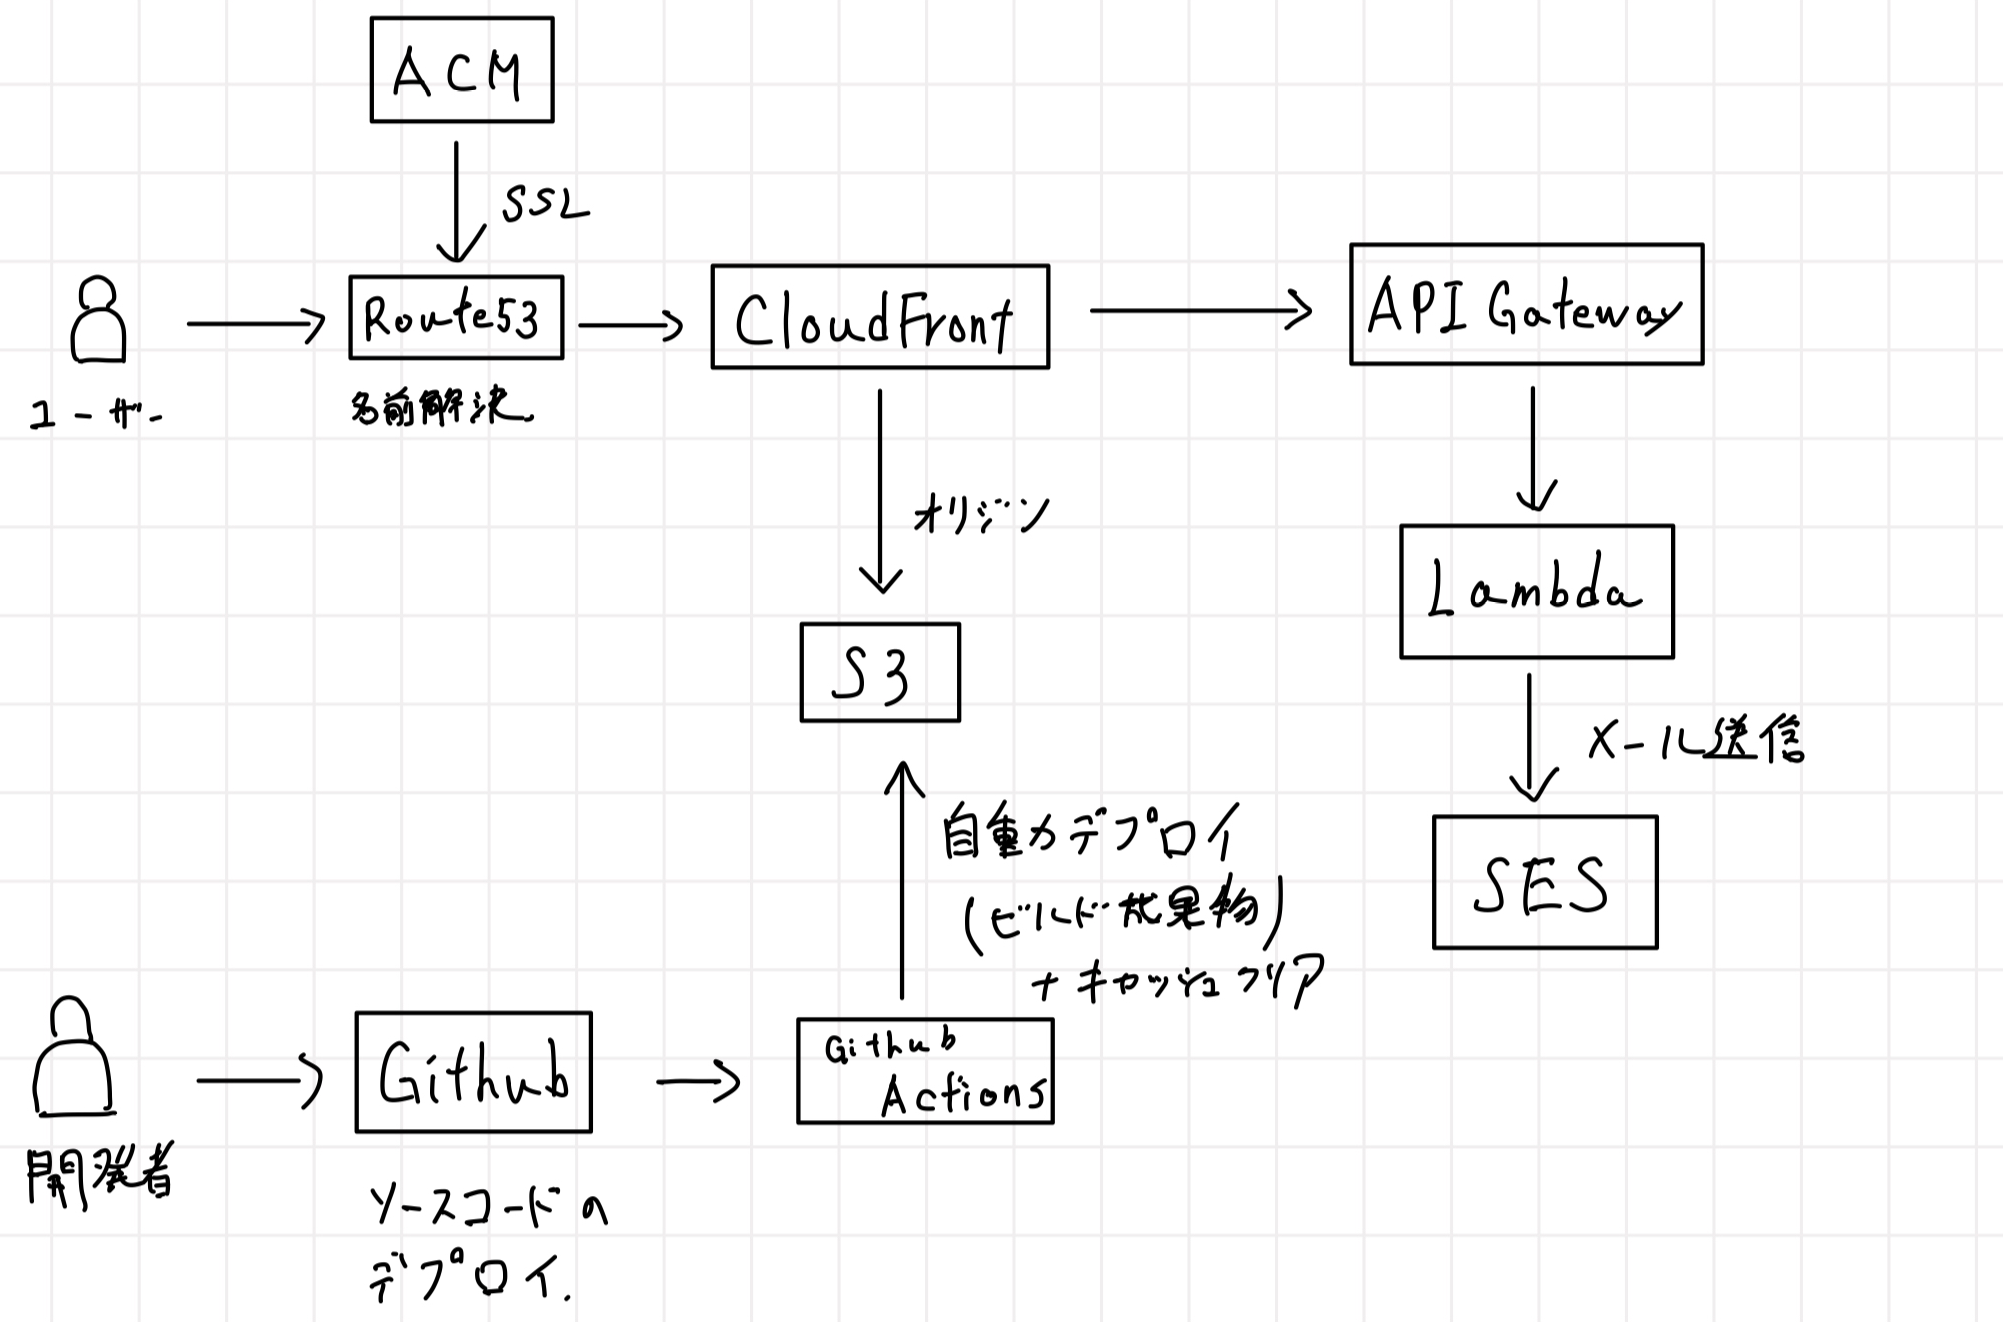 ACM
SSL
Route53
CloudFront
API Gateway
ユーザー
名前解決
オリジン
Lambda
S3
メール送信
SES
自動デプロイ
(ビルド成果物)
+ キャッシュクリア
Github
Github
Actions
開発者
ソースコードの
デプロイ.